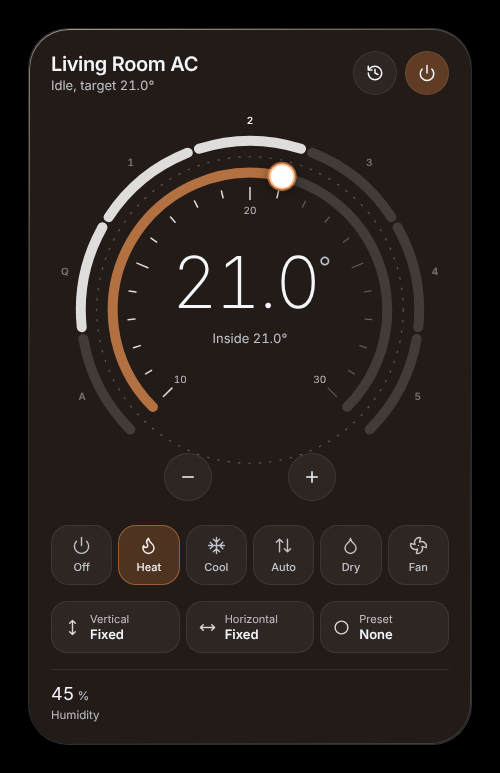 Living Room AC
Idle, target 21.0°
2
1
3
20
Q
4
21.0°
Inside 21.0°
10
30
A
5
Off
Heat
Cool
Auto
Dry
Fan
Vertical
Fixed
Horizontal
Fixed
Preset
None
45 %
Humidity